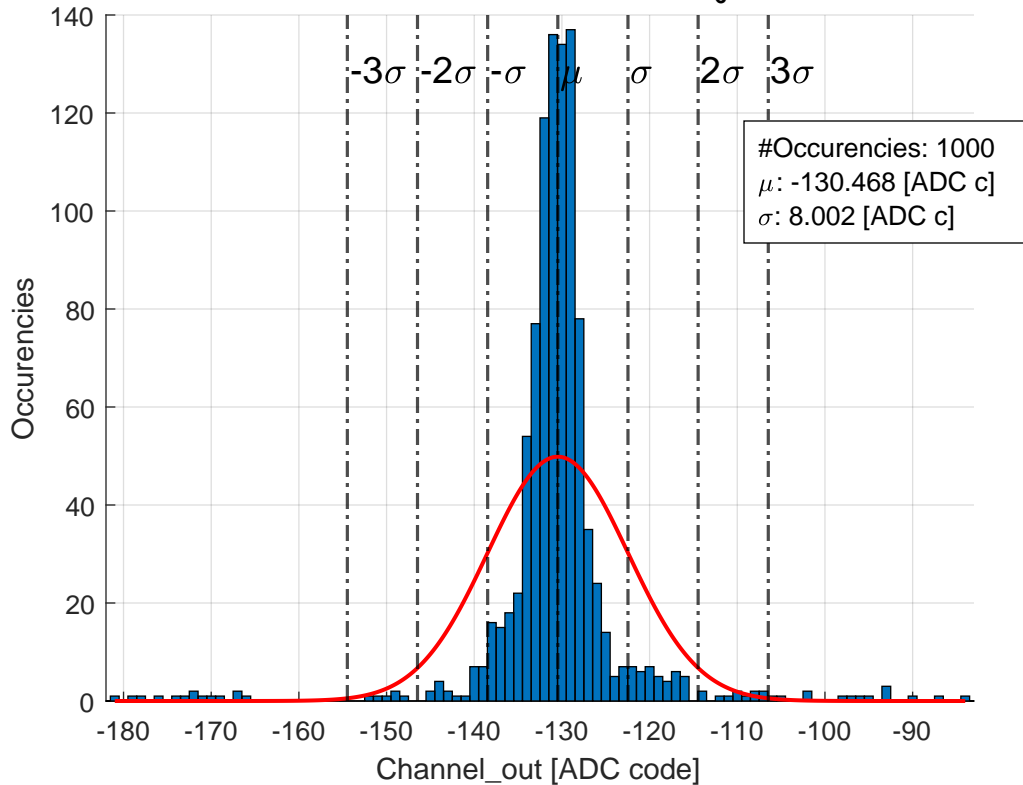 140
120
100
80
60
40
20
0
Occurencies
-3σ -2σ -σ μ σ 2σ 3σ
#Occurencies: 1000
μ: -130.468 [ADC c]
σ: 8.002 [ADC c]
-180 -170 -160 -150 -140 -130 -120 -110 -100 -90
Channel_out [ADC code]